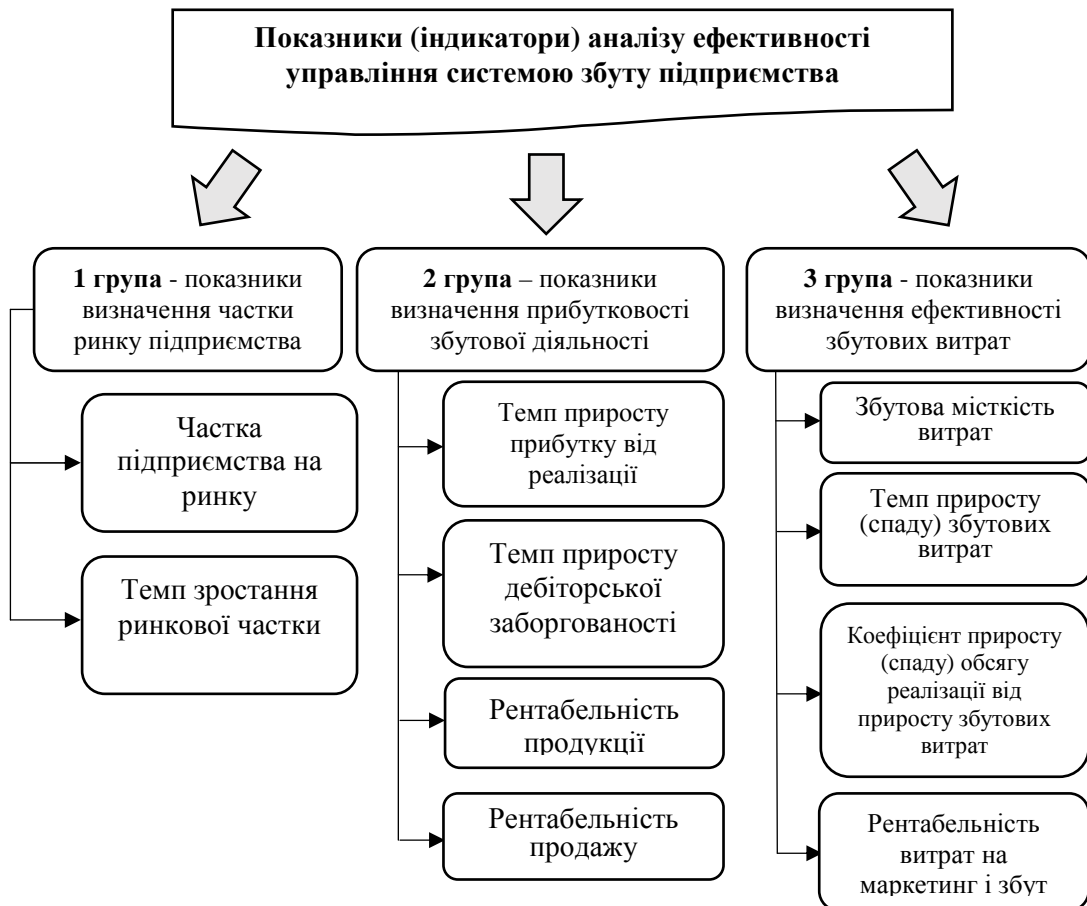 Показники (індикатори) аналізу ефективності
управління системою збуту підприємства
1 група - показники
визначення частки
ринку підприємства
Частка
підприємства на
ринку
Темп зростання
ринкової частки
2 група – показники
визначення прибутковості
збутової діяльності
Темп приросту
прибутку від
реалізації
Темп приросту
дебіторської
заборгованості
Рентабельність
продукції
Рентабельність
продажу
3 група - показники
визначення ефективності
збутових витрат
Збутова місткість
витрат
Темп приросту
(спаду) збутових
витрат
Коефіцієнт приросту
(спаду) обсягу
реалізації від
приросту збутових
витрат
Рентабельність
витрат на
маркетинг і збут